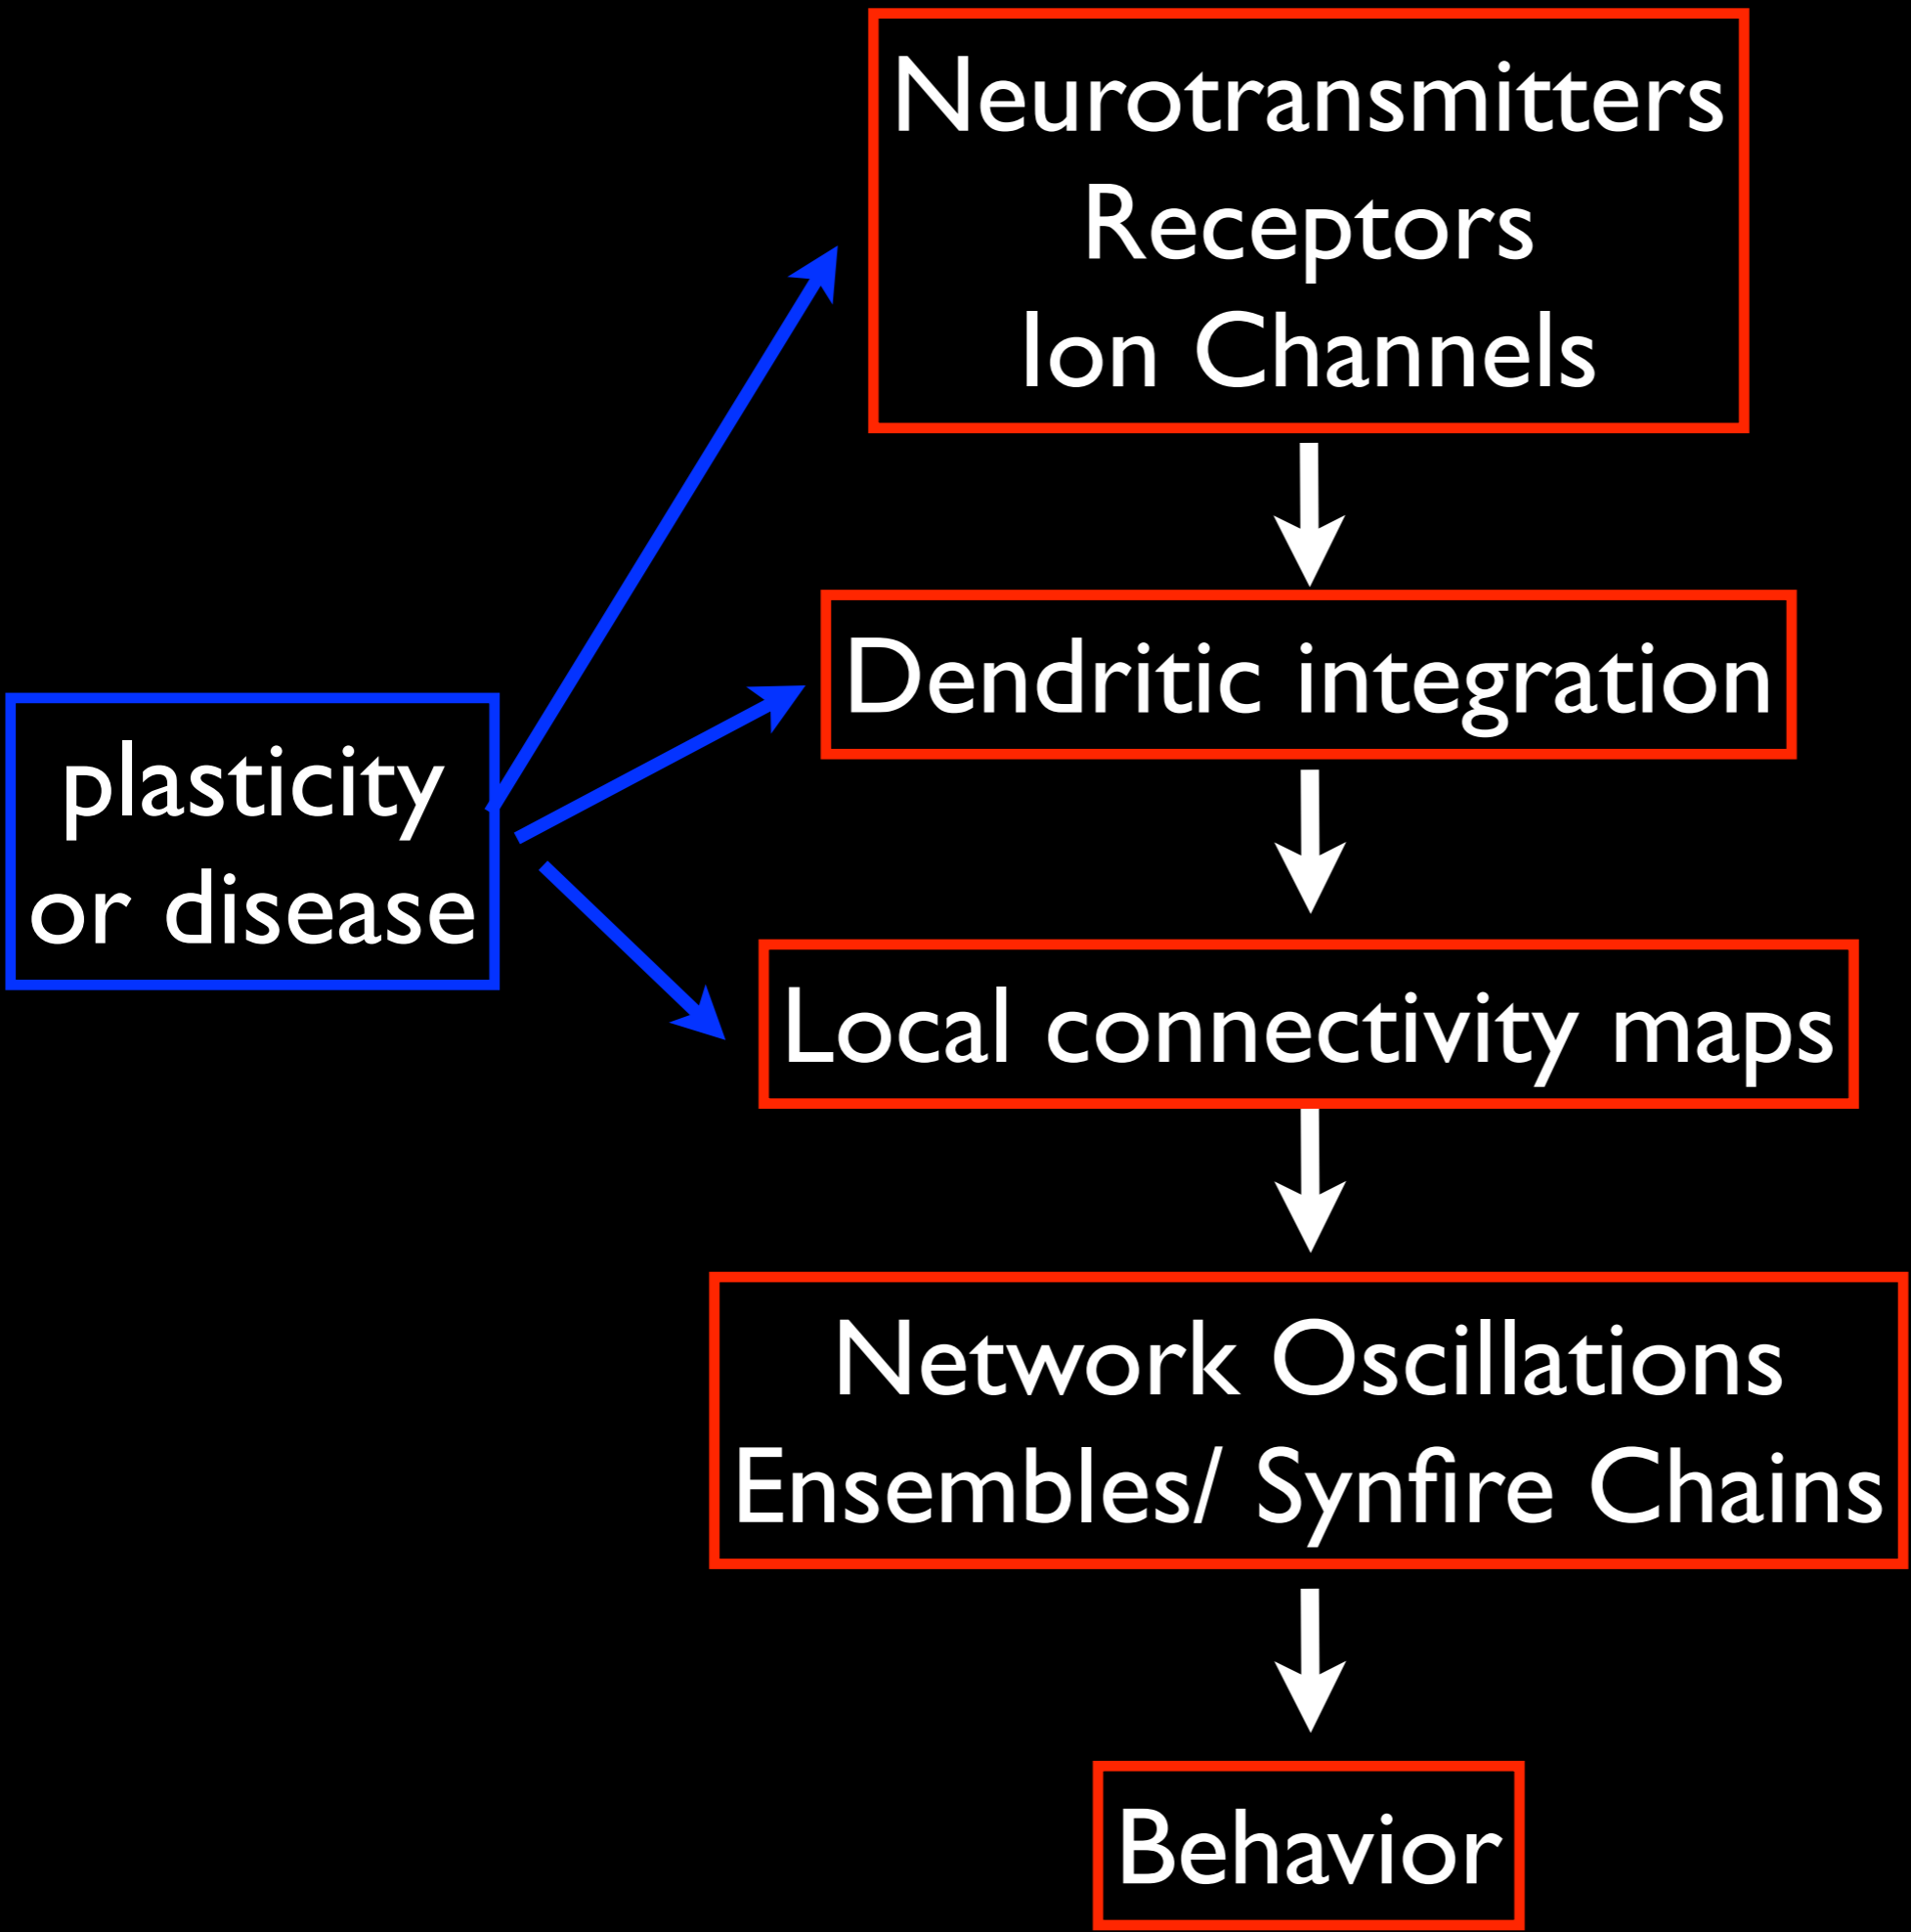 Neurotransmitters
Receptors
Ion Channels
Dendritic integration
plasticity
or disease
Local connectivity maps
Network Oscillations
Ensembles/ Synfire Chains
Behavior